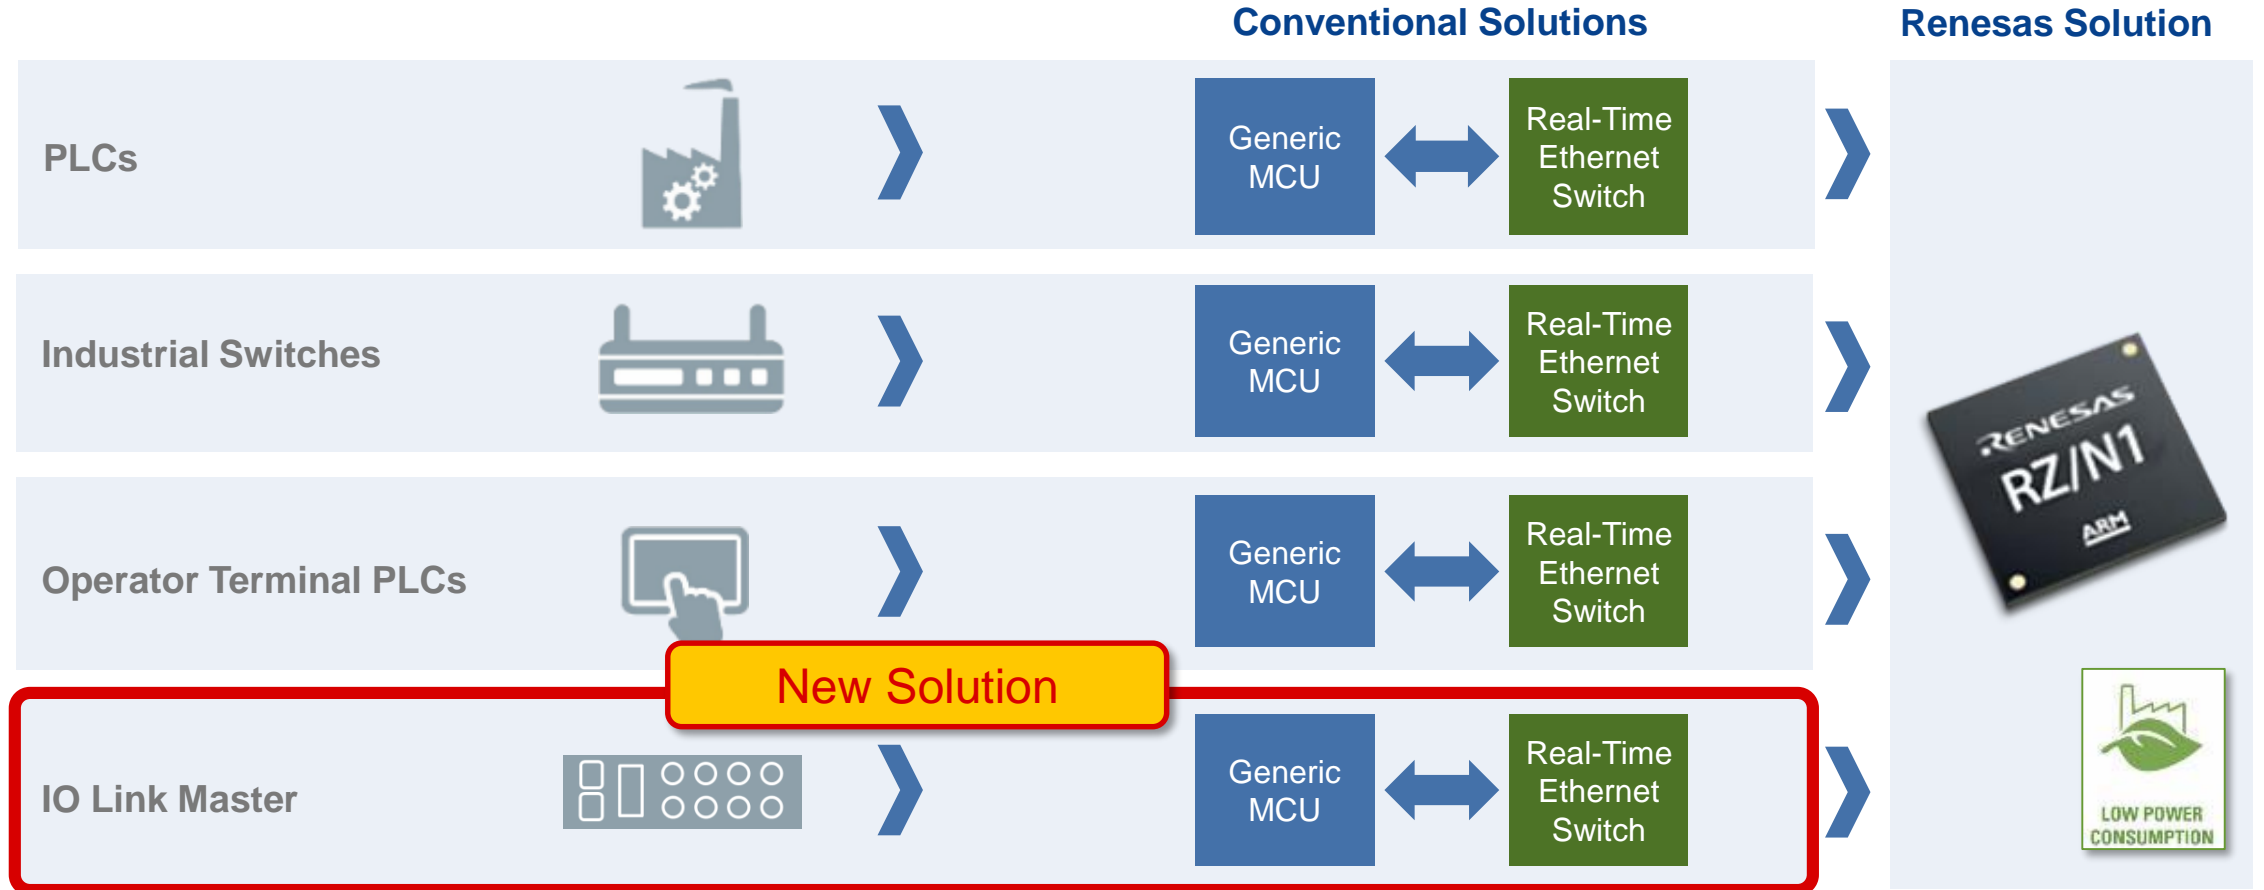 Conventional Solutions
Renesas Solution
PLCs
Generic
MCU
Real-Time
Ethernet
Switch
Industrial Switches
Generic
MCU
Real-Time
Ethernet
Switch
RENESAS
RZ/N1
ARM
Operator Terminal PLCs
Generic
MCU
Real-Time
Ethernet
Switch
New Solution
IO Link Master
Generic
MCU
Real-Time
Ethernet
Switch
LOW POWER
CONSUMPTION